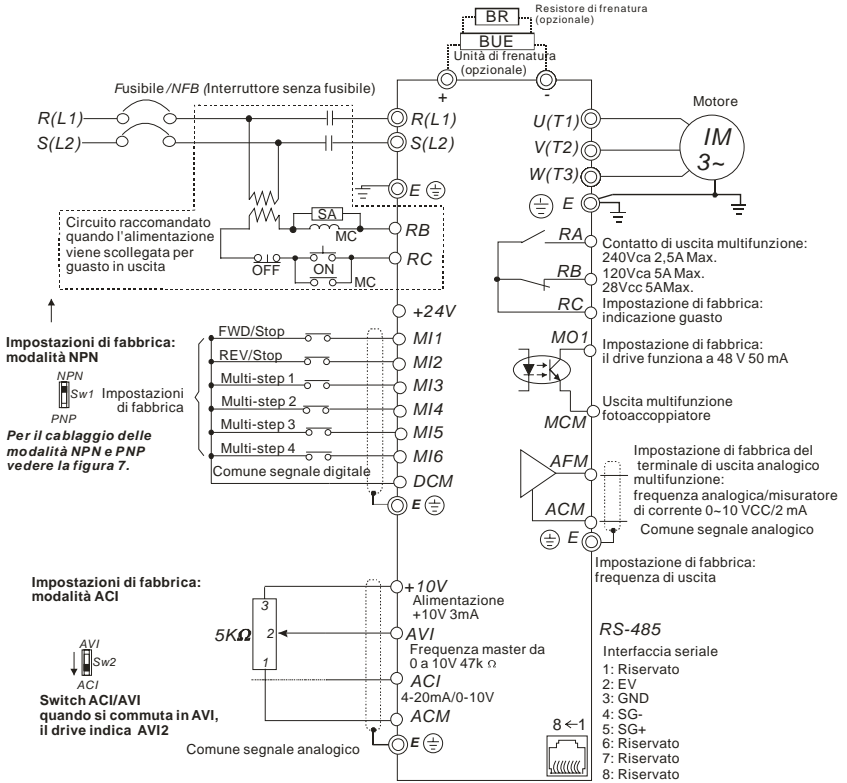 BR
Resistore di frenatura
(opzionale)
BUE
Unità di frenatura
(opzionale)
+
-
Fusibile /NFB (Interruttore senza fusibile)
R(L1)
S(L2)
R(L1)
S(L2)
E
Circuito raccomandato
quando l'alimentazione
viene scollegata per
guasto in uscita
SA
MC
OFF
ON
MC
RB
RC
Motore
U(T1)
V(T2)
W(T3)
IM
3~
E
RA
RB
RC
Contatto di uscita multifunzione:
240Vca 2,5A Max.
120Vca 5A Max.
28Vcc 5AMax.
Impostazione di fabbrica:
indicazione guasto
MO1
Impostazione di fabbrica:
il drive funziona a 48 V 50 mA
Uscita multifunzione
fotoaccoppiatore
MCM
Impostazioni di fabbrica:
modalità NPN
NPN
Sw1
PNP
Per il cablaggio delle
modalità NPN e PNP
vedere la figura 7.
Impostazioni
di fabbrica
+24V
FWD/Stop
MI1
REV/Stop
MI2
Multi-step 1
MI3
Multi-step 2
MI4
Multi-step 3
MI5
Multi-step 4
MI6
Comune segnale digitale
DCM
E
AFM
Impostazione di fabbrica del
terminale di uscita analogico
multifunzione:
frequenza analogica/misuratore
di corrente 0~10 VCC/2 mA
ACM
Comune segnale analogico
E
Impostazione di fabbrica:
frequenza di uscita
Impostazioni di fabbrica:
modalità ACI
AVI
Sw2
ACI
Switch ACI/AVI
quando si commuta in AVI,
il drive indica AVI2
5KΩ
3
2
1
+10V
Alimentazione
+10V 3mA
AVI
Frequenza master da
0 a 10V 47k Ω
ACI
4-20mA/0-10V
ACM
Comune segnale analogico
E
RS-485
Interfaccia seriale
1: Riservato
2: EV
3: GND
4: SG-
5: SG+
6: Riservato
7: Riservato
8: Riservato
8←1